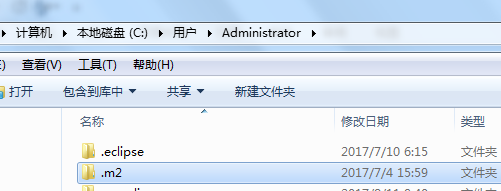 计算机 ▸ 本地磁盘 (C:) ▸ 用户 ▸ Administrator ▸
查看(V) 工具(T) 帮助(H)
打开 包含到库中 共享 新建文件夹
名称 修改日期 类型
.eclipse 2017/7/10 6:15 文件夹
.m2 2017/7/4 15:59 文件夹